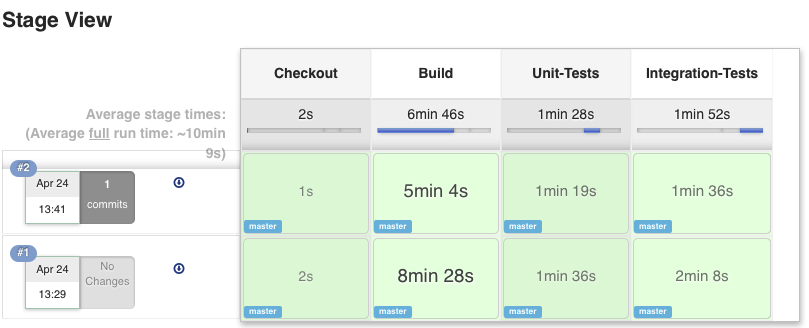 Stage View
Checkout Build Unit-Tests Integration-Tests
Average stage times:
(Average full run time: ~10min
9s)
2s 6min 46s 1min 28s 1min 52s
#2
Apr 24
13:41
1
commits
1s 5min 4s 1min 19s 1min 36s
master master master master
#1
Apr 24
13:29
No
Changes
2s 8min 28s 1min 36s 2min 8s
master master master master